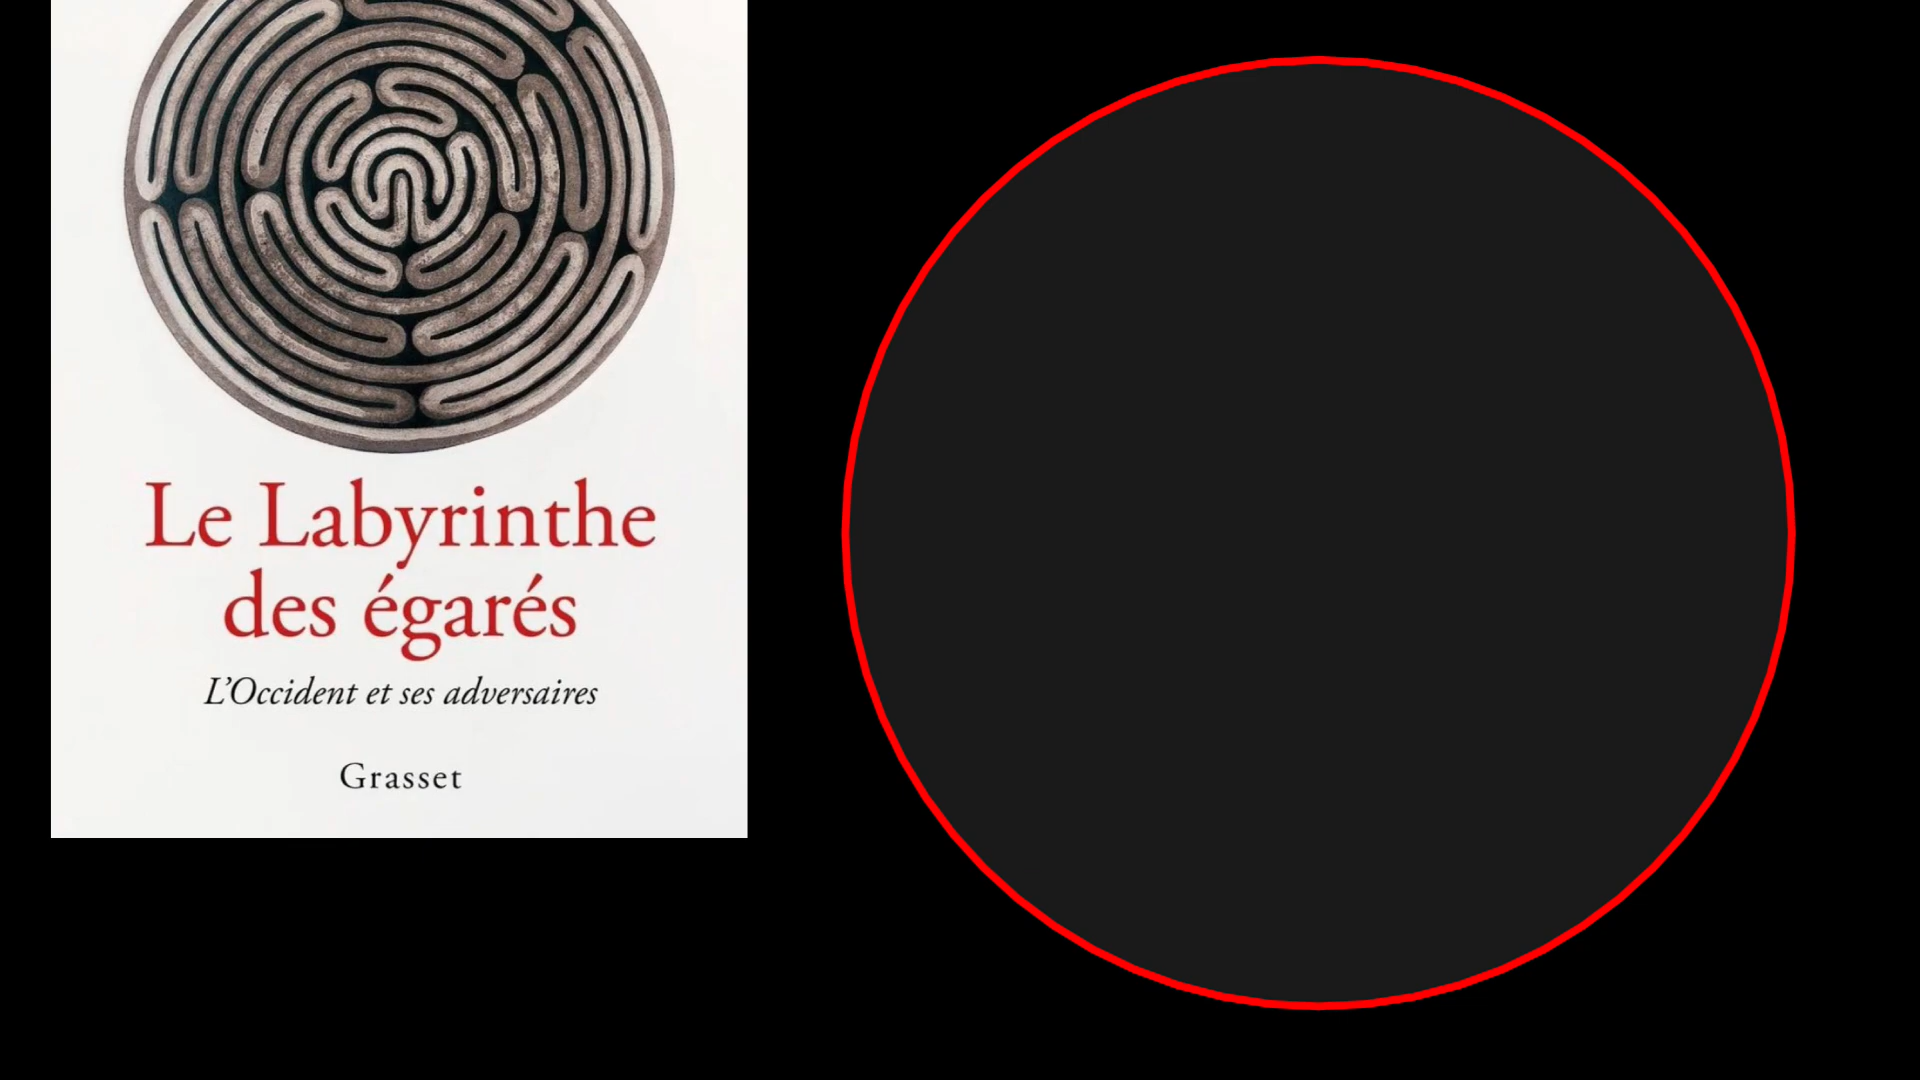 Le Labyrinthe
des égarés
L'Occident et ses adversaires
Grasset